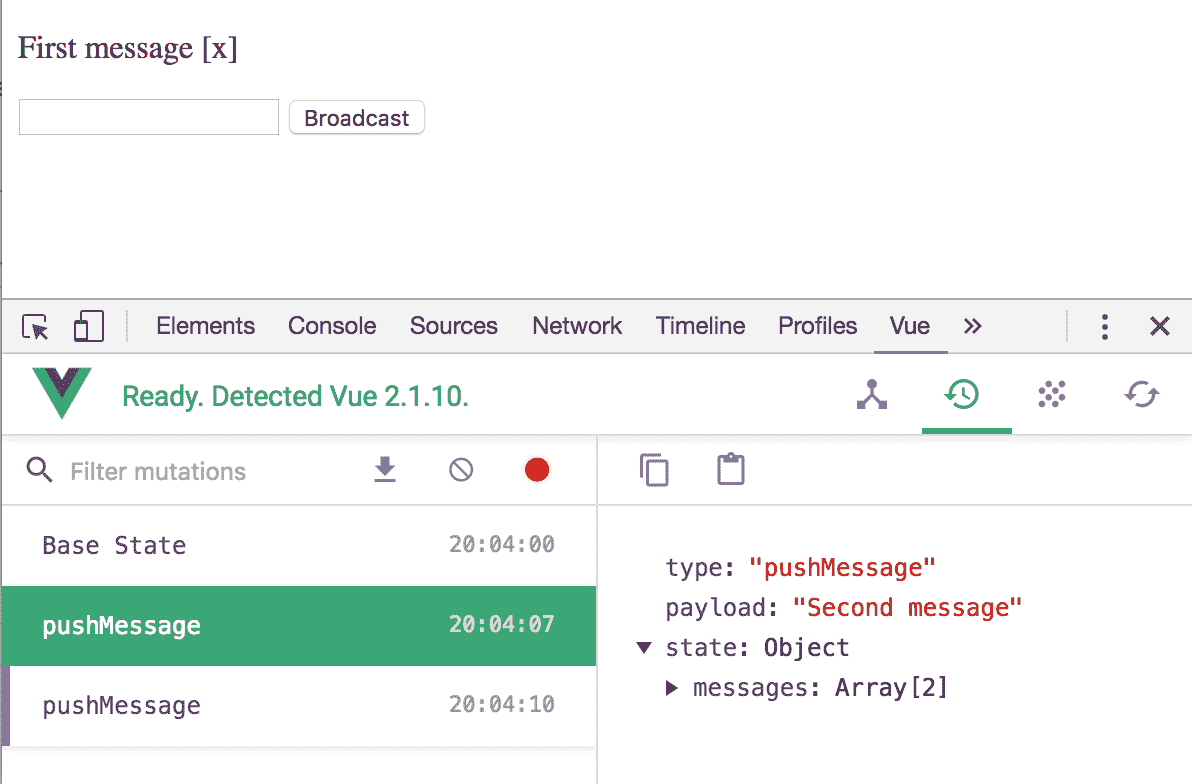 First message [x]
Broadcast
Elements Console Sources Network Timeline Profiles Vue
Ready. Detected Vue 2.1.10.
Filter mutations
Base State 20:04:00
pushMessage 20:04:07
pushMessage 20:04:10
type: "pushMessage"
payload: "Second message"
state: Object
messages: Array[2]